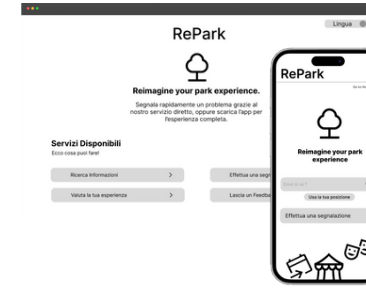 Lingua
RePark
Reimagine your park experience.
Segnala rapidamente un problema grazie al
nostro servizio diretto, oppure scarica l'app per
l'esperienza completa.
Servizi Disponibili
Ecco cosa puoi fare!
Ricerca Informazioni
Effettua una segn
Valuta la tua esperienza
Lascia un Feedba
RePark
Reimagine your park
experience
Usa la tua posizione
Effettua una segnalazione